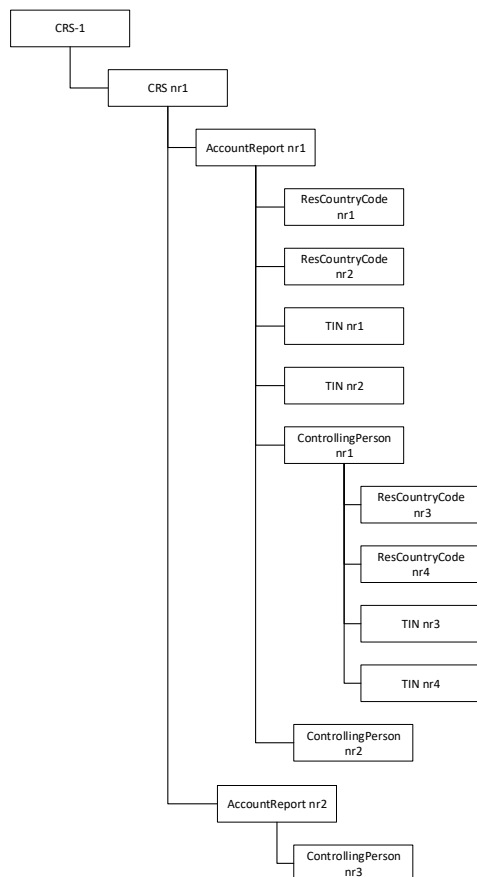 CRS-1
CRS nr1
AccountReport nr1
ResCountryCode
nr1
ResCountryCode
nr2
TIN nr1
TIN nr2
ControllingPerson
nr1
ResCountryCode
nr3
ResCountryCode
nr4
TIN nr3
TIN nr4
ControllingPerson
nr2
AccountReport nr2
ControllingPerson
nr3